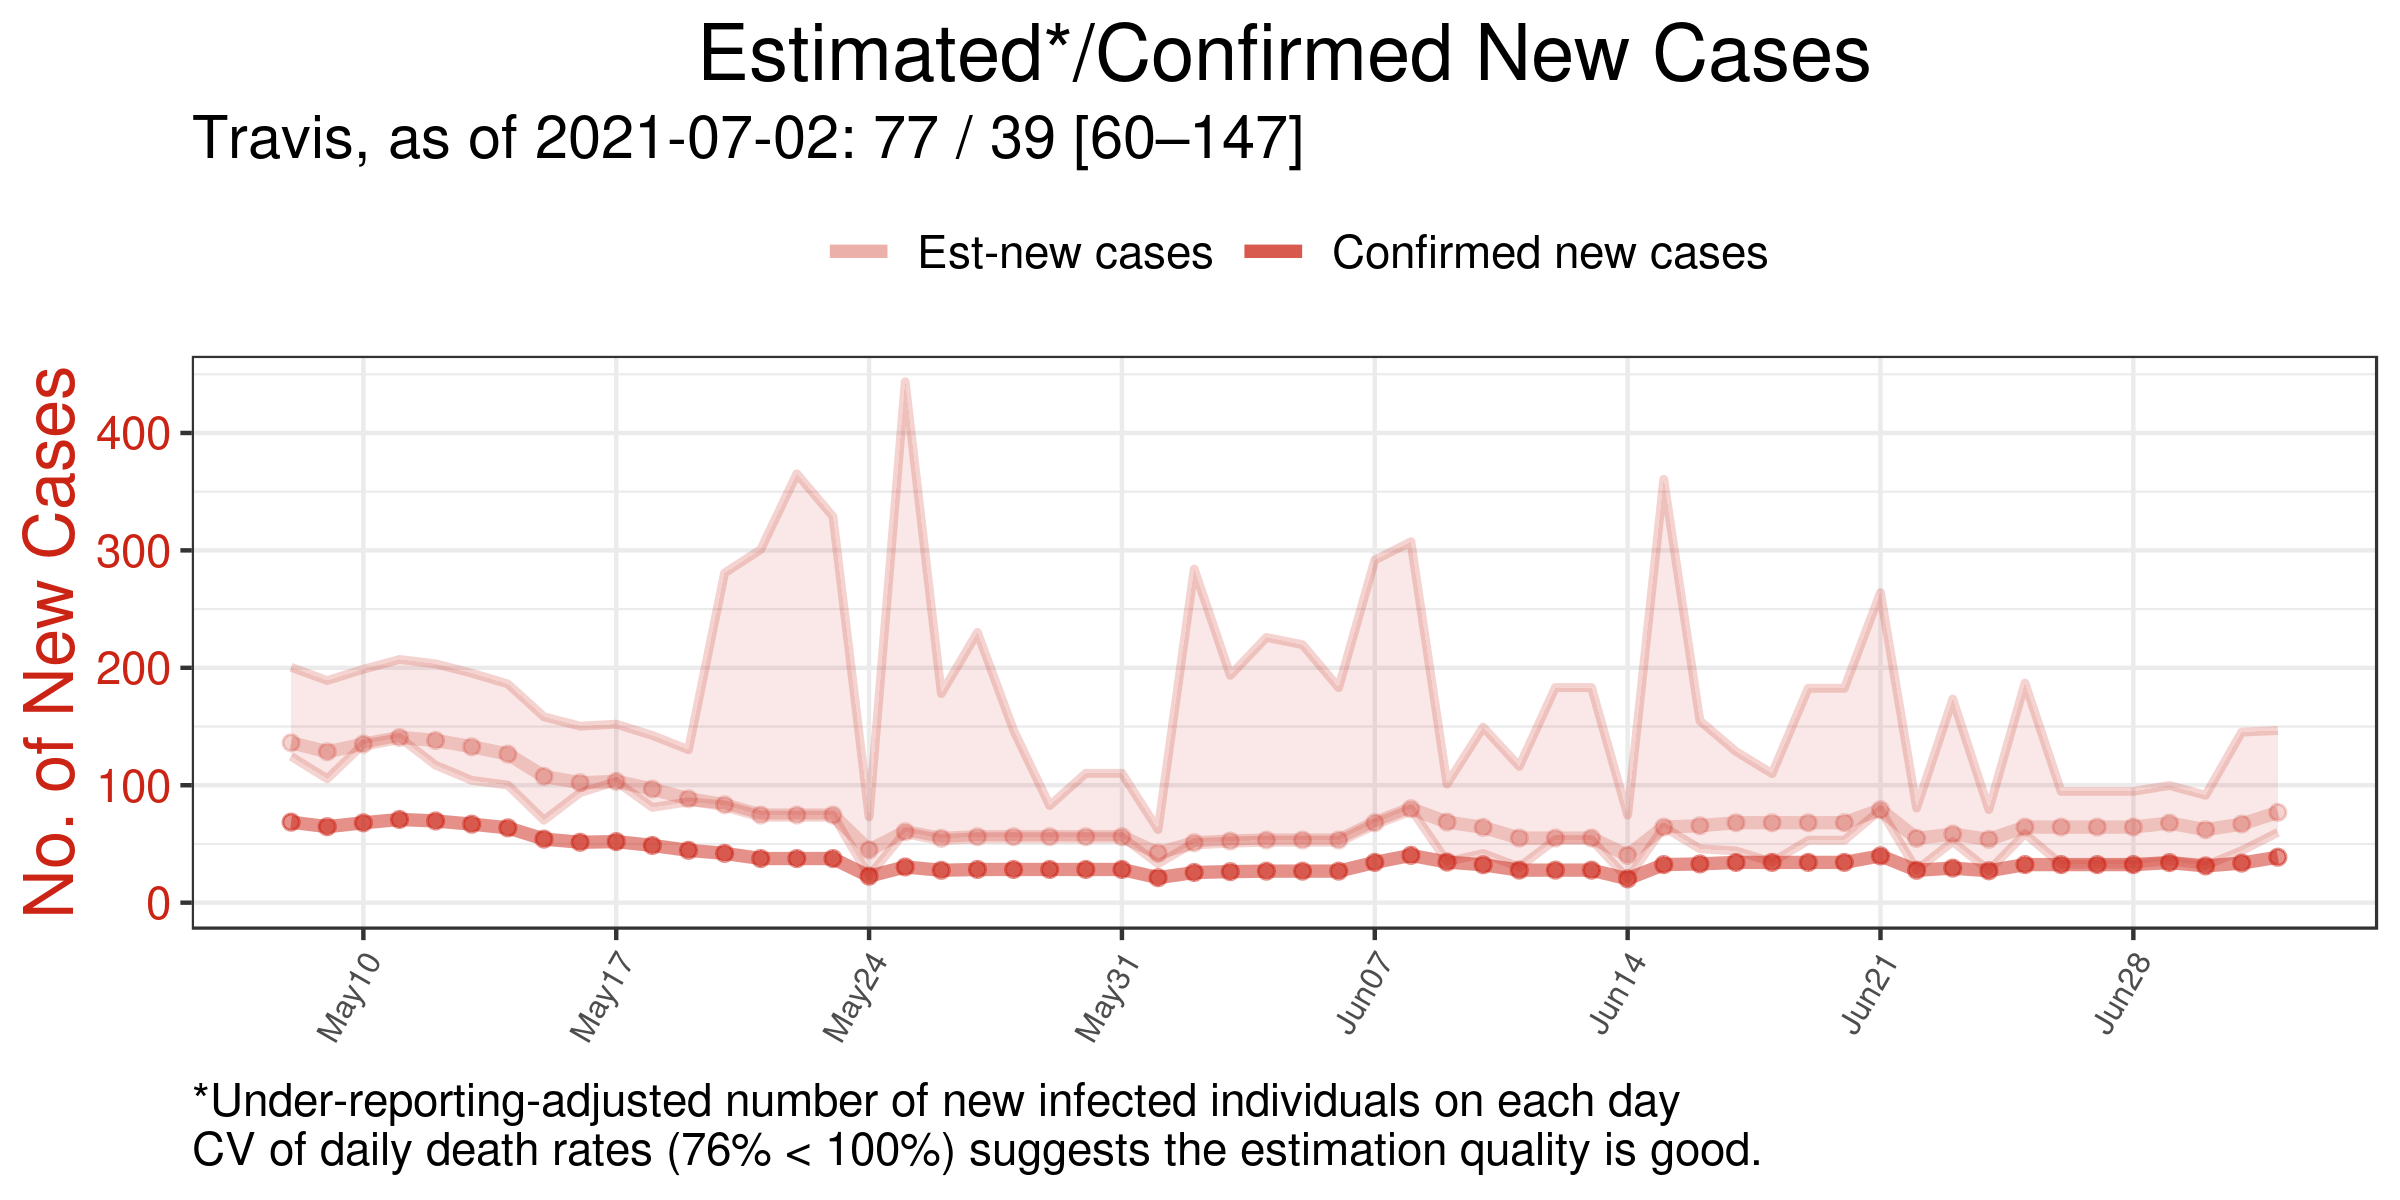 Estimated*/Confirmed New Cases
Travis, as of 2021-07-02: 77 / 39 [60–147]
Est-new cases
Confirmed new cases
No. of New Cases
400
300
200
100
0
May10
May17
May24
May31
Jun07
Jun14
Jun21
Jun28
*Under-reporting-adjusted number of new infected individuals on each day
CV of daily death rates (76% < 100%) suggests the estimation quality is good.